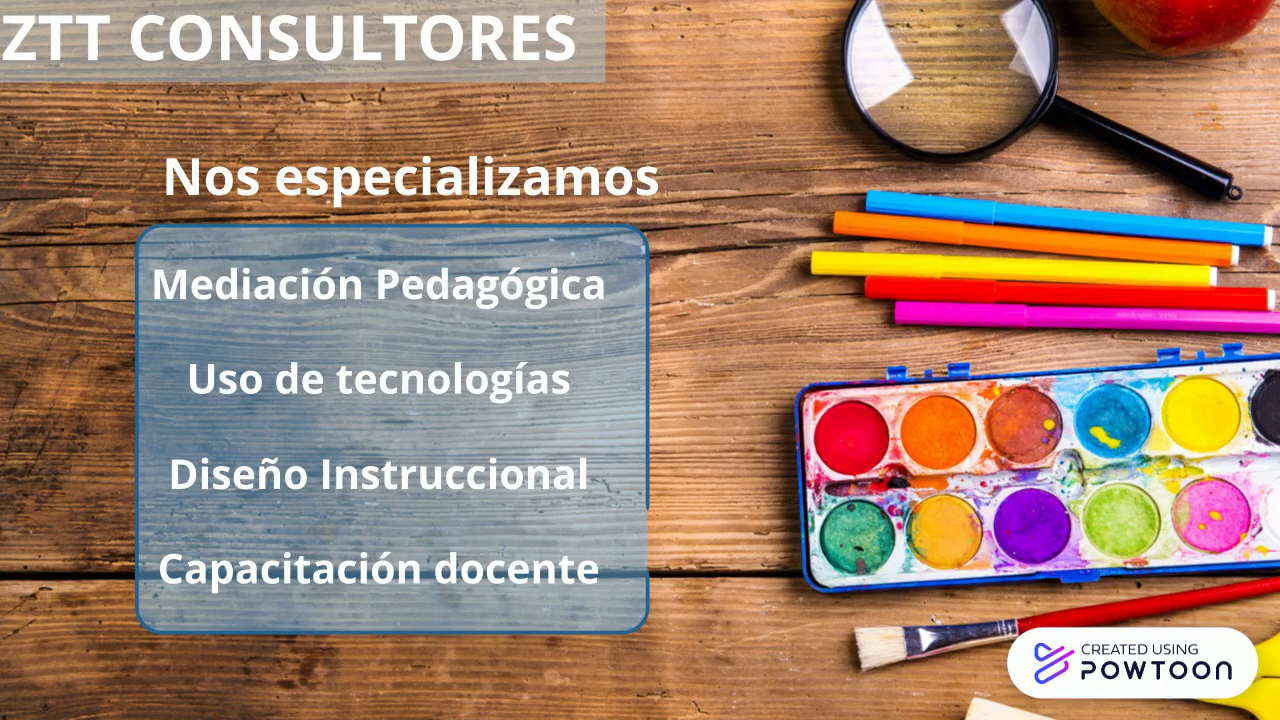 ZTT CONSULTORES
Nos especializamos
Mediación Pedagógica
Uso de tecnologías
Diseño Instruccional
Capacitación docente
CREATED USING
POWTOON